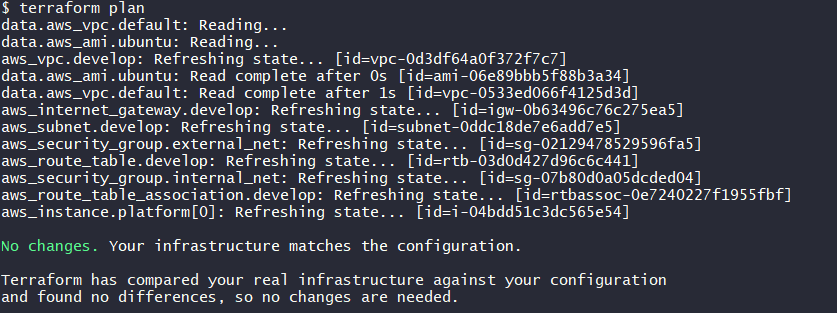 $ terraform plan
data.aws_vpc.default: Reading...
data.aws_ami.ubuntu: Reading...
aws_vpc.develop: Refreshing state... [id=vpc-0d3df64a0f372f7c7]
data.aws_ami.ubuntu: Read complete after 0s [id=ami-06e89bbb5f88b3a34]
data.aws_vpc.default: Read complete after 1s [id=vpc-0533ed066f4125d3d]
aws_internet_gateway.develop: Refreshing state... [id=igw-0b63496c76c275ea5]
aws_subnet.develop: Refreshing state... [id=subnet-0ddc18de7e6add7e5]
aws_security_group.external_net: Refreshing state... [id=sg-02129478529596fa5]
aws_route_table.develop: Refreshing state... [id=rtb-03d0d427d96c6c441]
aws_security_group.internal_net: Refreshing state... [id=sg-07b80d0a05dcded04]
aws_route_table_association.develop: Refreshing state... [id=rtbassoc-0e7240227f1955fbf]
aws_instance.platform[0]: Refreshing state... [id=i-04bdd51c3dc565e54]
No changes. Your infrastructure matches the configuration.
Terraform has compared your real infrastructure against your configuration
and found no differences, so no changes are needed.